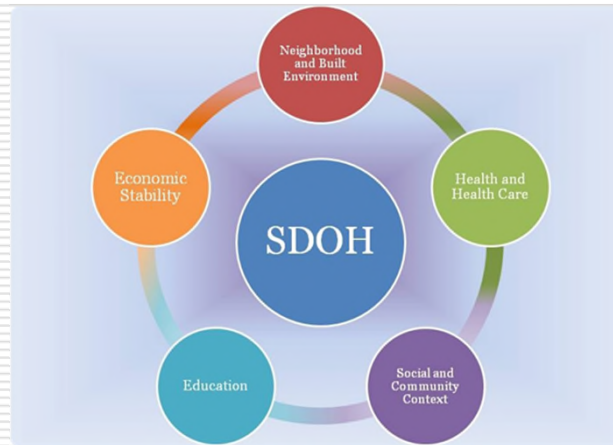 Neighborhood
and Built
Environment
Economic
Stability
Health and
Health Care
SDOH
Education
Social and
Community
Context